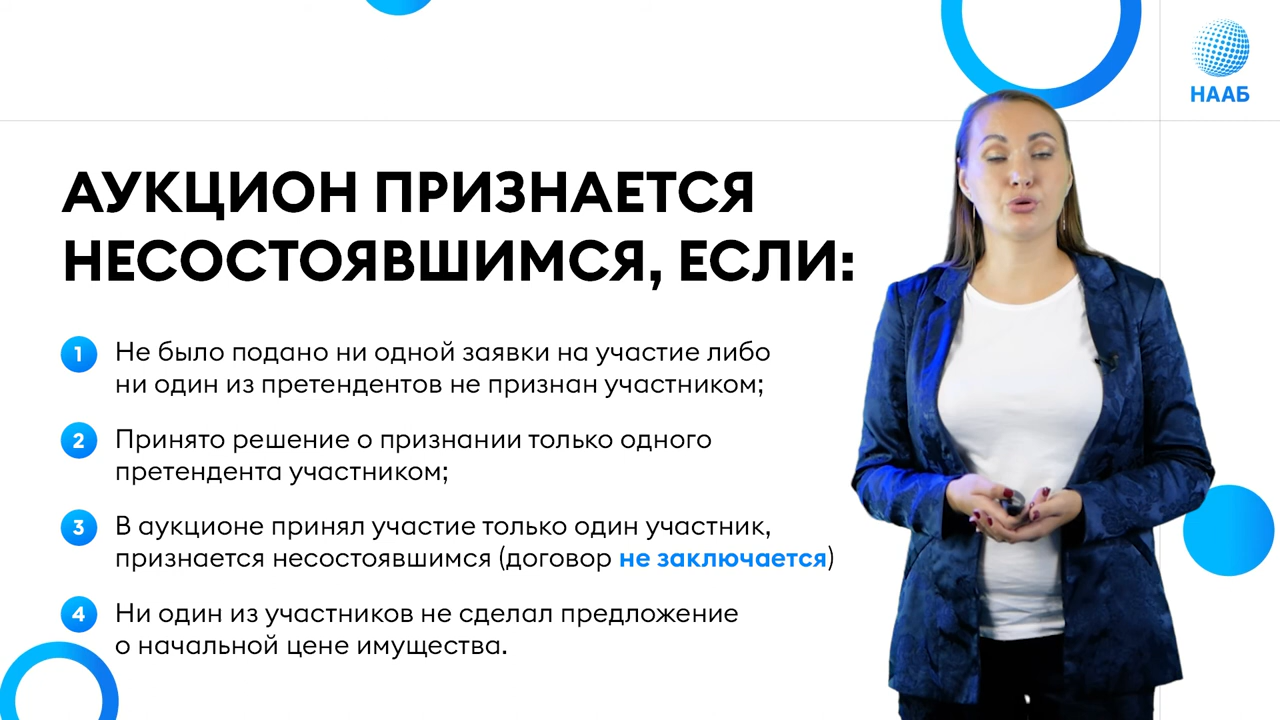 НААБ
АУКЦИОН ПРИЗНАЕТСЯ
НЕСОСТОЯВШИМСЯ, ЕСЛИ:
1 Не было подано ни одной заявки на участие либо
ни один из претендентов не признан участником;
2 Принято решение о признании только одного
претендента участником;
3 В аукционе принял участие только один участник,
признается несостоявшимся (договор не заключается)
4 Ни один из участников не сделал предложение
о начальной цене имущества.